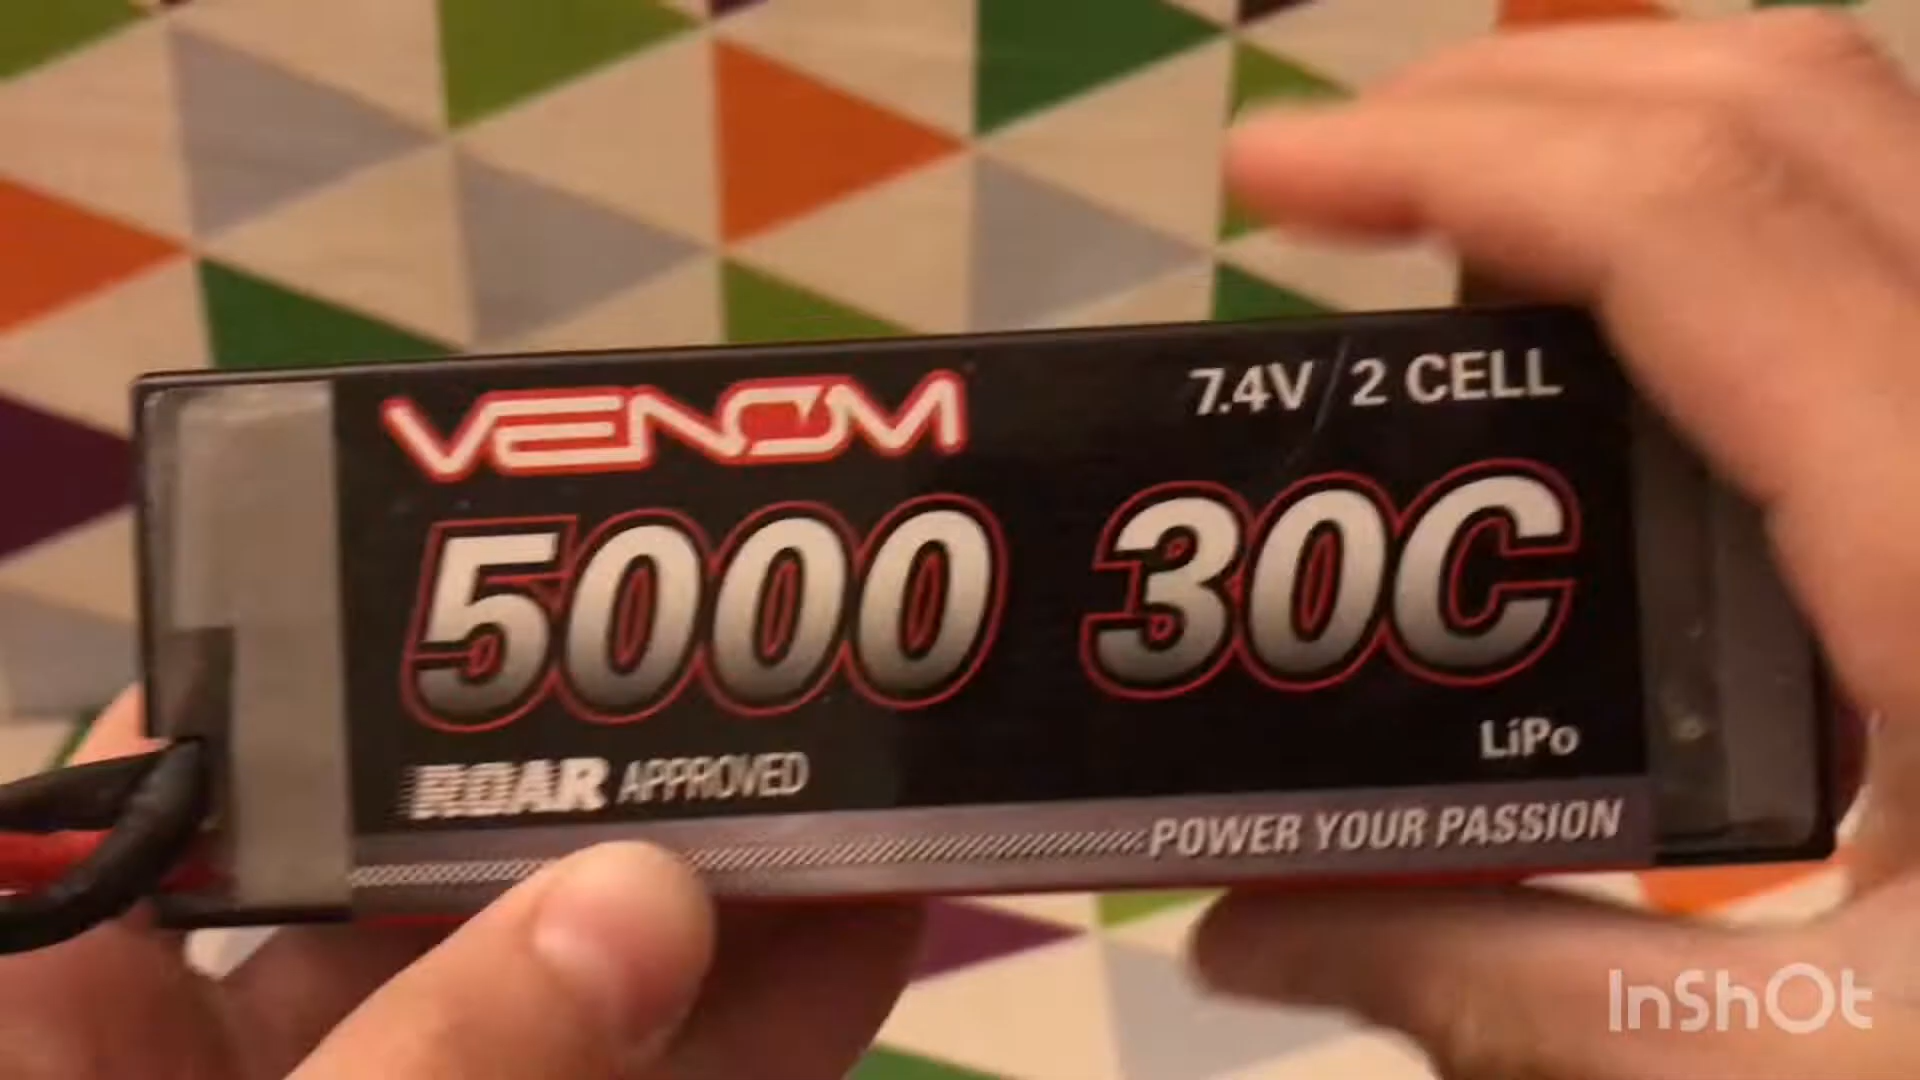 VENOM
7.4V / 2 CELL
5000 30C
LiPo
ROAR APPROVED
POWER YOUR PASSION
InShOt